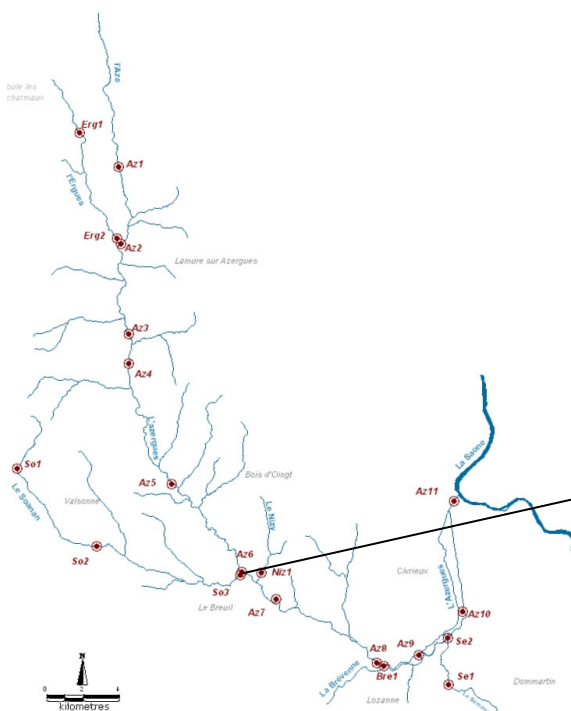 l'Aze
Erg1
Az1
l'Ergues
Erg2
Az2
Lamure sur Azergues
Az3
Az4
L'azergues
So1
Le Soanan
Valsonne
Az5
Bois d'Oingt
La Saône
Az11
Le Nizy
So2
Az6
Niz1
So3
Le Breuil
Az7
Civrieux
L'Azergues
Az10
Az8
Az9
Se2
La Brévenne
Bre1
Lozanne
Se1
Dommartin
N
0 2 4
kilometres